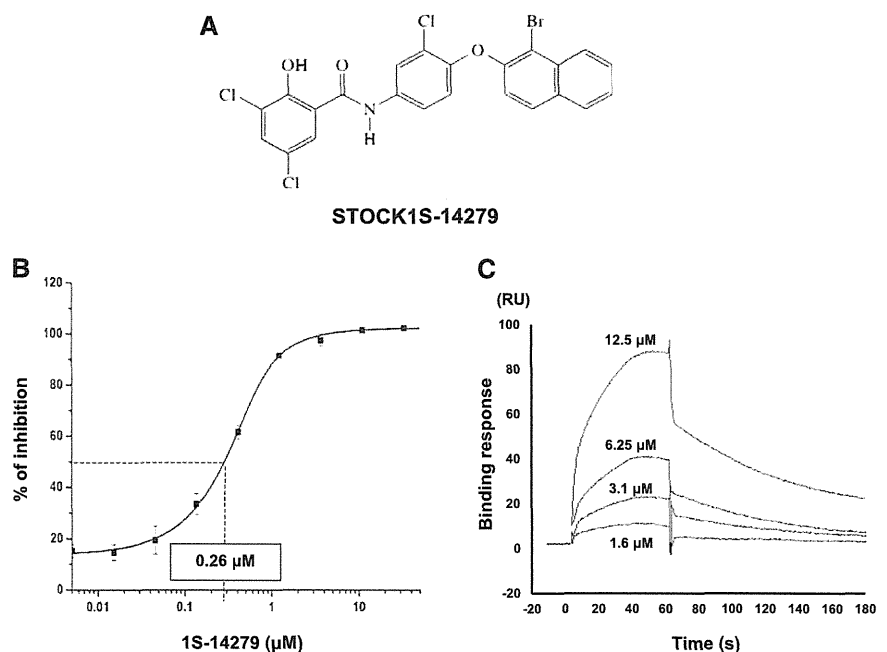 A
OH
O
Cl
Cl
N
H
Cl
O
Br
STOCK1S-14279
B
% of inhibition
120
100
80
60
40
20
0
0.26 µM
0.01
0.1
1
10
1S-14279 (µM)
C
(RU)
Binding response
100
80
60
40
20
0
-20
12.5 µM
6.25 µM
3.1 µM
1.6 µM
-20
0
20
40
60
80
100
120
140
160
180
Time (s)